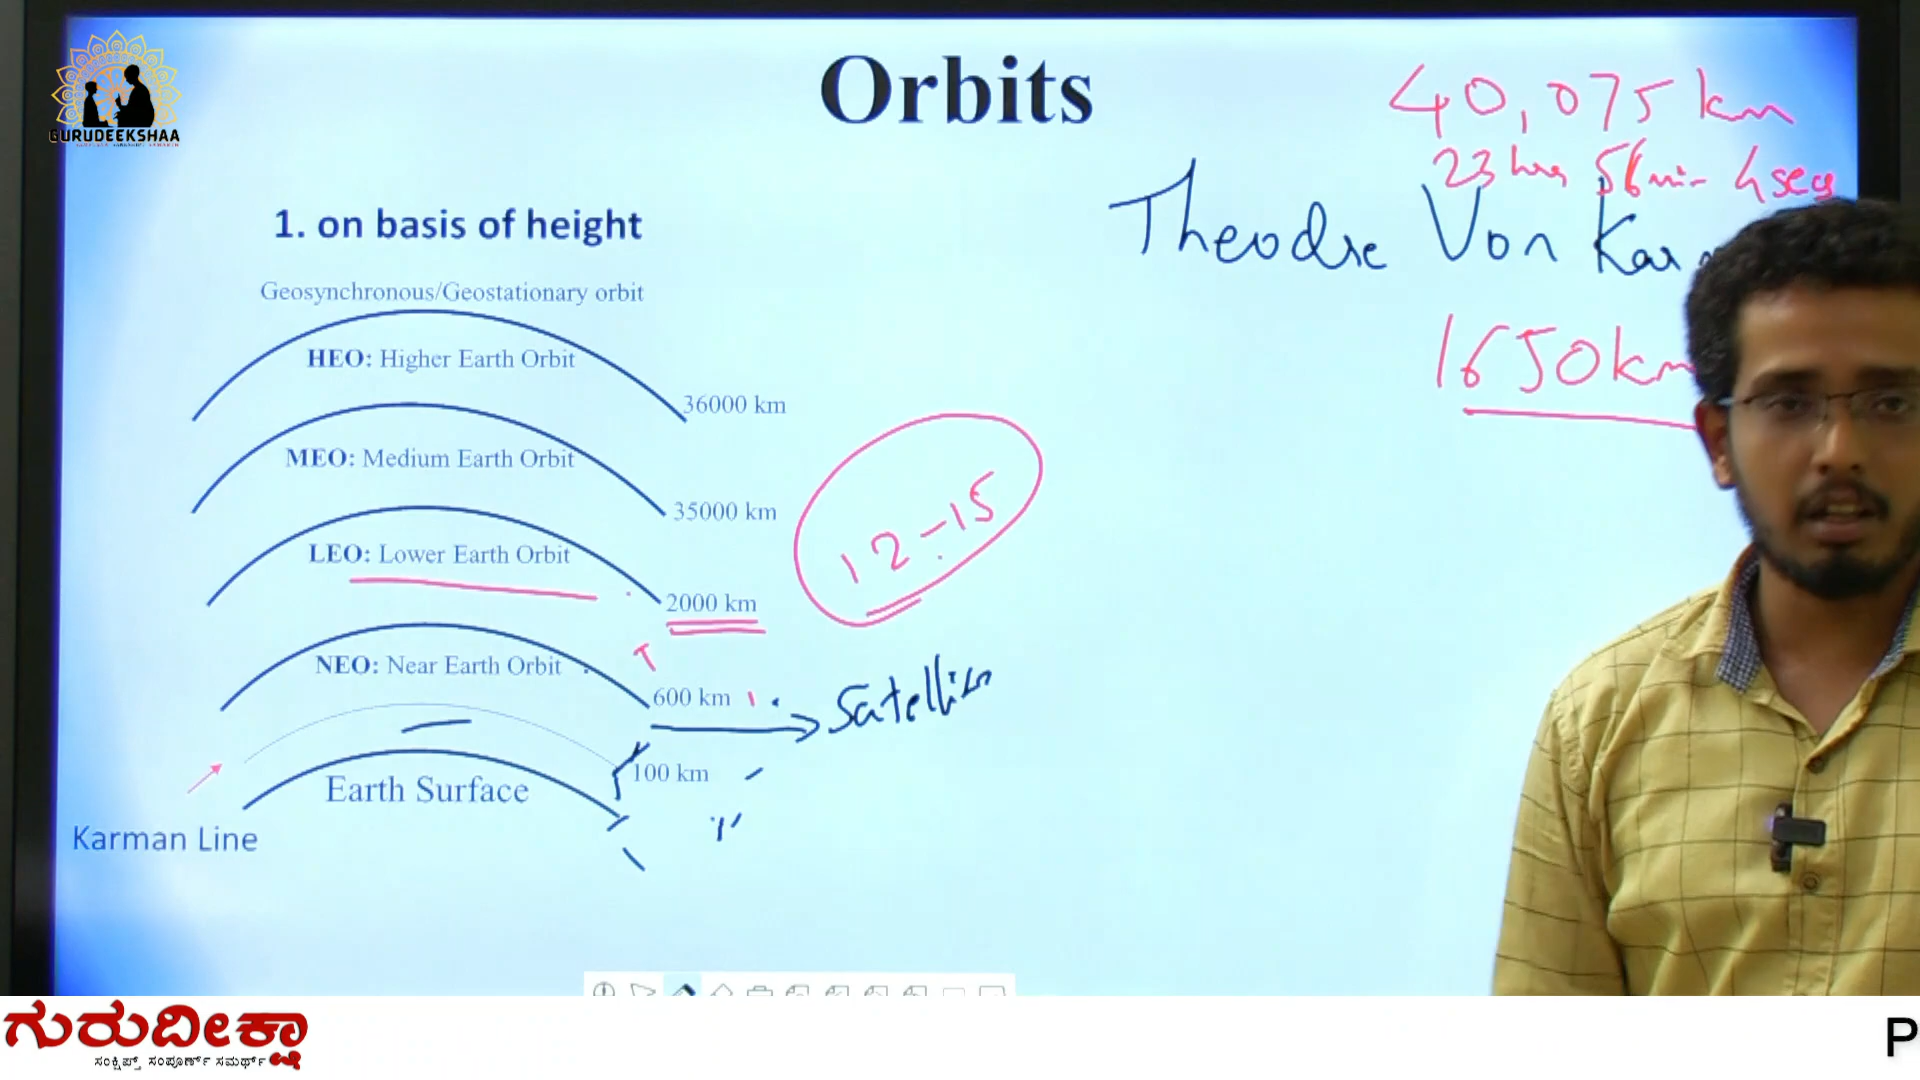 GURUDEEKSHAA
Orbits
40,075 km
23 hrs 56 min 4 secs
Theodre Von Kar
1650 km
1. on basis of height
Geosynchronous/Geostationary orbit
HEO: Higher Earth Orbit
36000 km
MEO: Medium Earth Orbit
35000 km
12-15
LEO: Lower Earth Orbit
2000 km
NEO: Near Earth Orbit
600 km
100 km
Earth Surface
Karman Line
ಗುರುದೀಕ್ಷಾ
P